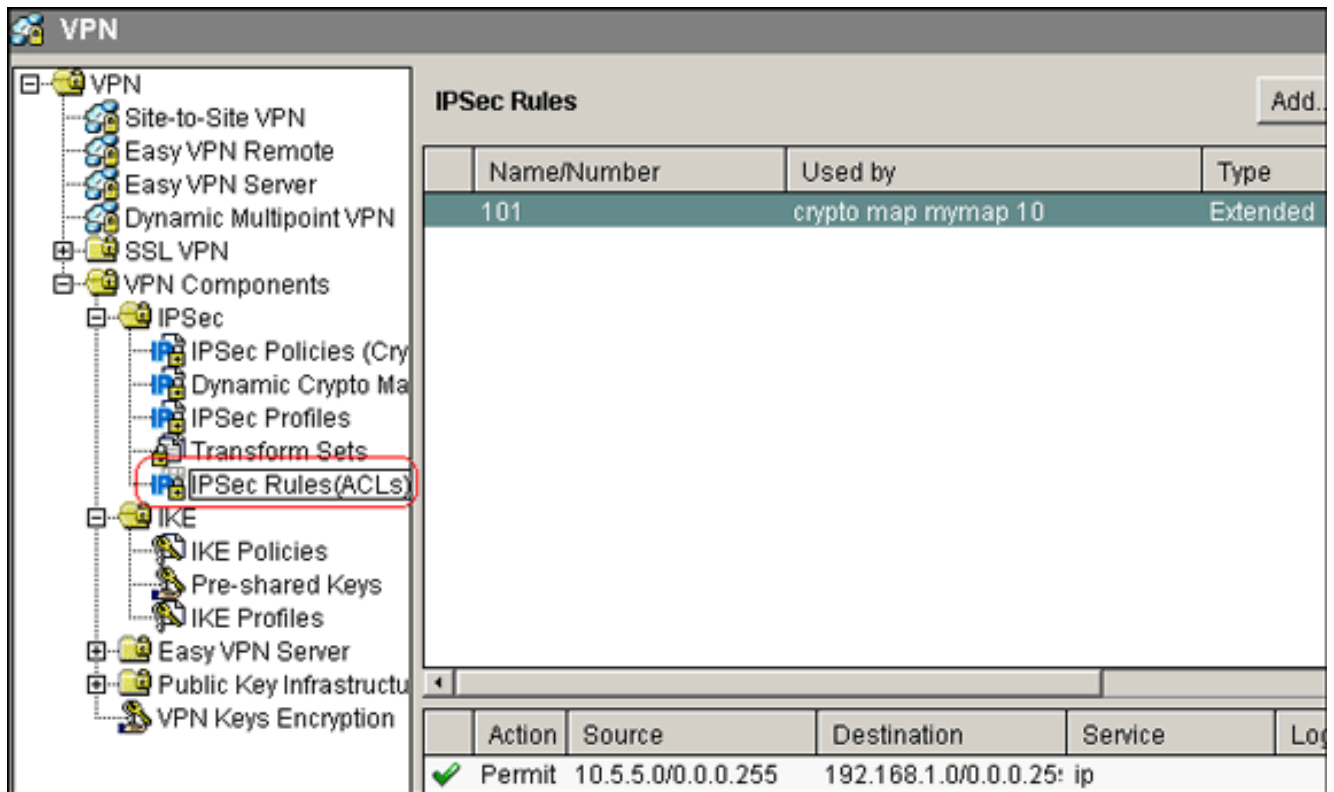 VPN
VPN
Site-to-Site VPN
Easy VPN Remote
Easy VPN Server
Dynamic Multipoint VPN
SSL VPN
VPN Components
IPSec
IPSec Policies (Cry
Dynamic Crypto Ma
IPSec Profiles
Transform Sets
IPSec Rules(ACLs)
IKE
IKE Policies
Pre-shared Keys
IKE Profiles
Easy VPN Server
Public Key Infrastructu
VPN Keys Encryption
IPSec Rules
Add..
Name/Number Used by Type
101 crypto map mymap 10 Extended
Action Source Destination Service Log
Permit 10.5.5.0/0.0.0.255 192.168.1.0/0.0.0.25 ip